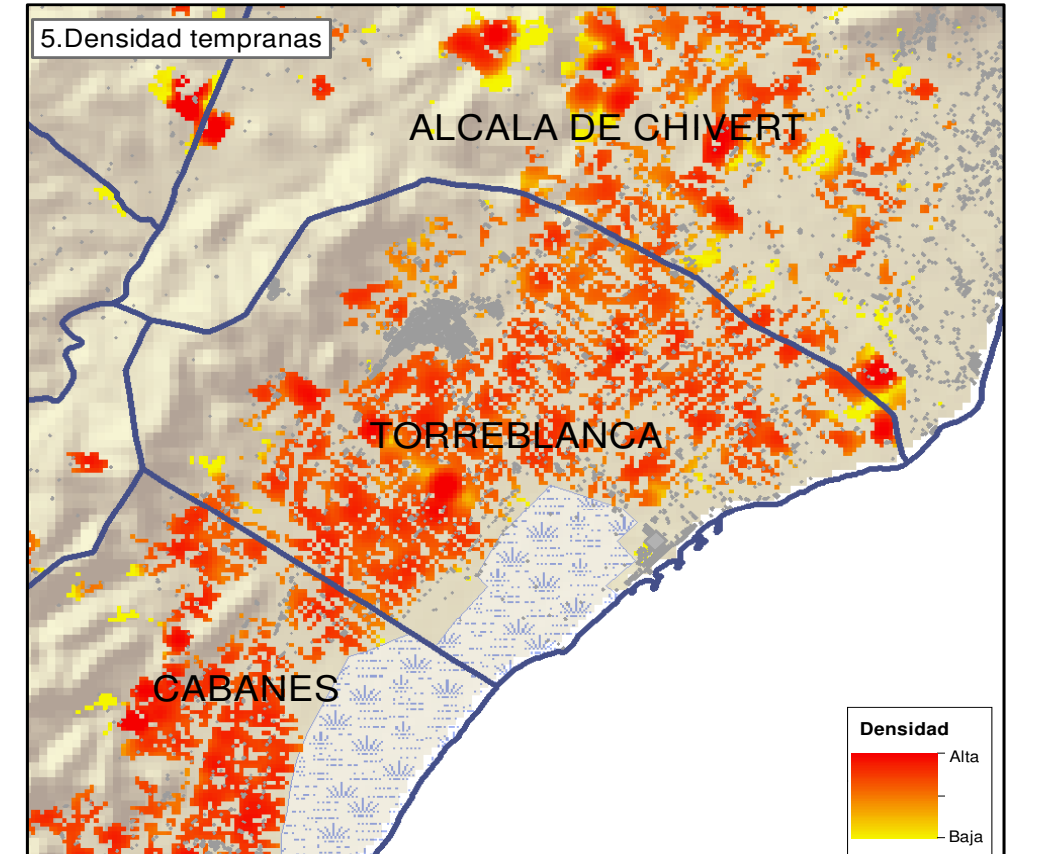 5.Densidad tempranas
ALCALA DE CHIVERT
TORREBLANCA
CABANES
Densidad
Alta
Baja